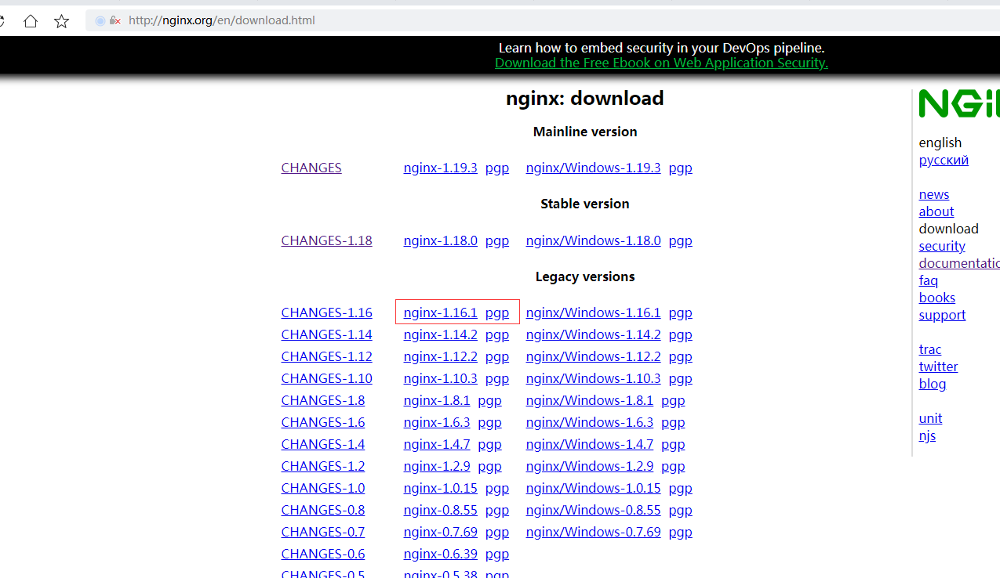 http://nginx.org/en/download.html
Learn how to embed security in your DevOps pipeline.
Download the Free Ebook on Web Application Security.
nginx: download
Mainline version
CHANGES nginx-1.19.3 pgp nginx/Windows-1.19.3 pgp
Stable version
CHANGES-1.18 nginx-1.18.0 pgp nginx/Windows-1.18.0 pgp
Legacy versions
CHANGES-1.16 nginx-1.16.1 pgp nginx/Windows-1.16.1 pgp
CHANGES-1.14 nginx-1.14.2 pgp nginx/Windows-1.14.2 pgp
CHANGES-1.12 nginx-1.12.2 pgp nginx/Windows-1.12.2 pgp
CHANGES-1.10 nginx-1.10.3 pgp nginx/Windows-1.10.3 pgp
CHANGES-1.8 nginx-1.8.1 pgp nginx/Windows-1.8.1 pgp
CHANGES-1.6 nginx-1.6.3 pgp nginx/Windows-1.6.3 pgp
CHANGES-1.4 nginx-1.4.7 pgp nginx/Windows-1.4.7 pgp
CHANGES-1.2 nginx-1.2.9 pgp nginx/Windows-1.2.9 pgp
CHANGES-1.0 nginx-1.0.15 pgp nginx/Windows-1.0.15 pgp
CHANGES-0.8 nginx-0.8.55 pgp nginx/Windows-0.8.55 pgp
CHANGES-0.7 nginx-0.7.69 pgp nginx/Windows-0.7.69 pgp
CHANGES-0.6 nginx-0.6.39 pgp
CHANGES-0.5 nginx-0.5.38 pgp
english
русский
news
about
download
security
documentatio
faq
books
support
trac
twitter
blog
unit
njs